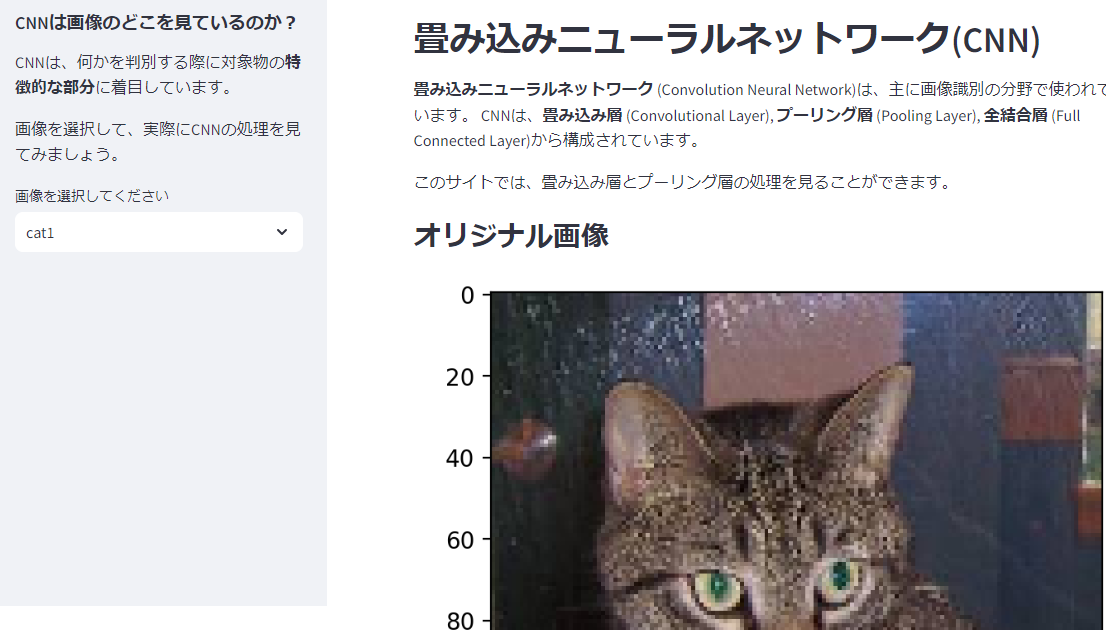 CNNは画像のどこを見ているのか？
CNNは、何かを判別する際に対象物の特
徴的な部分に着目しています。
画像を選択して、実際にCNNの処理を見
てみましょう。
画像を選択してください
cat1
畳み込みニューラルネットワーク(CNN)
畳み込みニューラルネットワーク (Convolution Neural Network)は、主に画像識別の分野で使われて
います。 CNNは、畳み込み層 (Convolutional Layer), プーリング層 (Pooling Layer), 全結合層 (Full
Connected Layer)から構成されています。
このサイトでは、畳み込み層とプーリング層の処理を見ることができます。
オリジナル画像
0
20
40
60
80